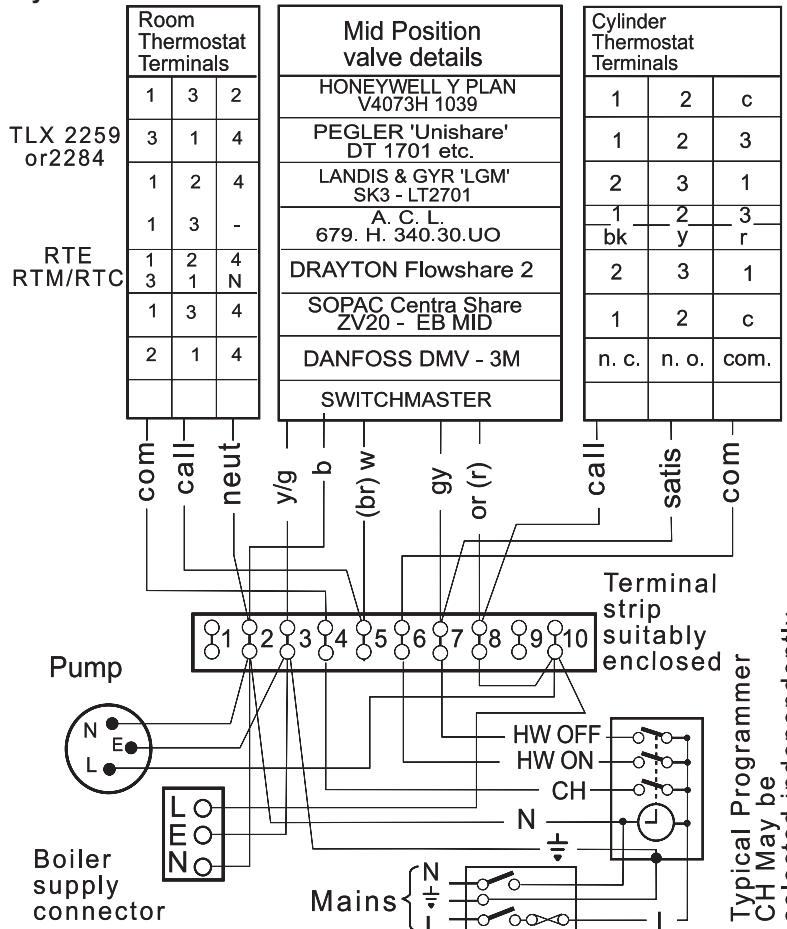 Room
Thermostat
Terminals
1 3 2
TLX 2259
or2284
3 1 4
1 2 4
1 3 -
RTE
RTM/RTC
1 2 4
3 1 N
1 3 4
2 1 4
Mid Position
valve details
HONEYWELL Y PLAN
V4073H 1039
PEGLER 'Unishare'
DT 1701 etc.
LANDIS & GYR 'LGM'
SK3 - LT2701
A. C. L.
679. H. 340.30.UO
DRAYTON Flowshare 2
SOPAC Centra Share
ZV20 - EB MID
DANFOSS DMV - 3M
SWITCHMASTER
Cylinder
Thermostat
Terminals
1 2 c
1 2 3
2 3 1
1 2 3
bk y r
2 3 1
1 2 c
n. c. n. o. com.
com
call
neut
y/g
b
(br) w
gy
or (r)
call
satis
com
1 2 3 4 5 6 7 8 9 10
Terminal
strip
suitably
enclosed
Pump
N
E
L
L
E
N
Boiler
supply
connector
HW OFF
HW ON
CH
N
Mains
N
L
Typical Programmer
CH May be
selected independently